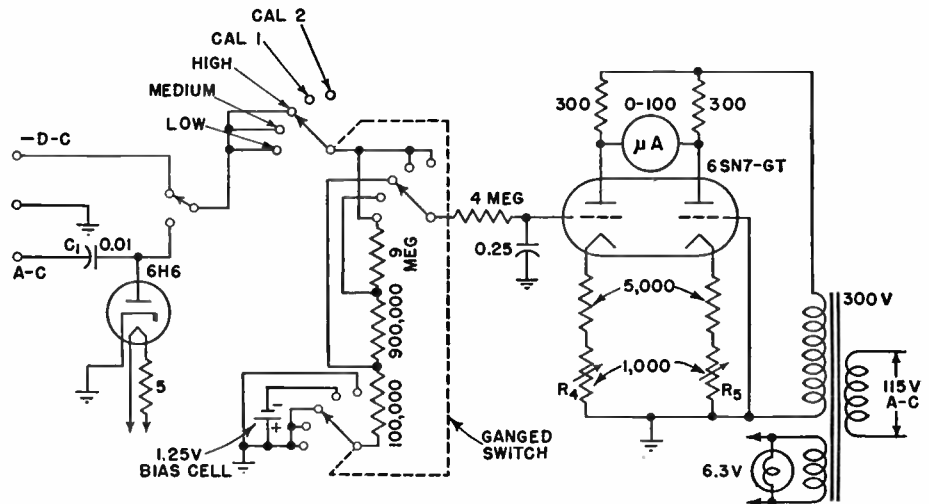 CAL 2
CAL 1
HIGH
MEDIUM
LOW
—D-C
A-C
C1 0.01
6H6
5
9 MEG
900,000
100,000
1.25V
BIAS CELL
−
+
GANGED
SWITCH
4 MEG
0.25
300
0-100
300
μA
6SN7-GT
5,000
1,000
R4
R5
300V
115V
A-C
6.3V